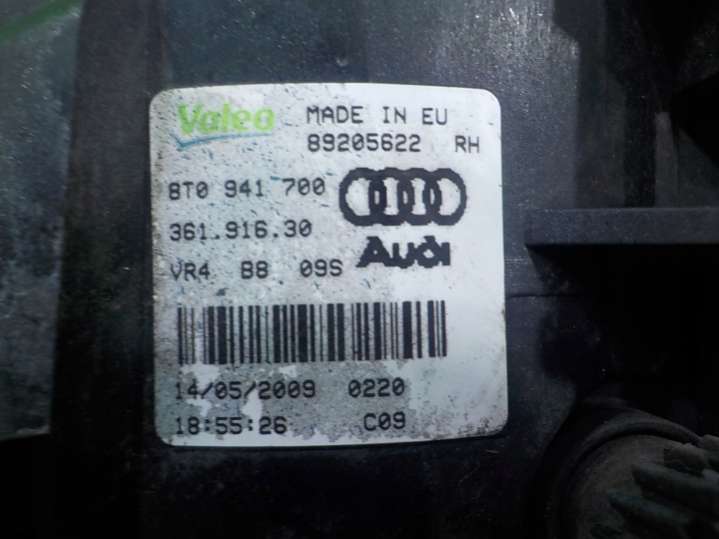 Valeo MADE IN EU
89205622 RH
8T0 941 700
361.916.30
VR4 B8 09S Audi
14/05/2009 0220
18:55:26 C09